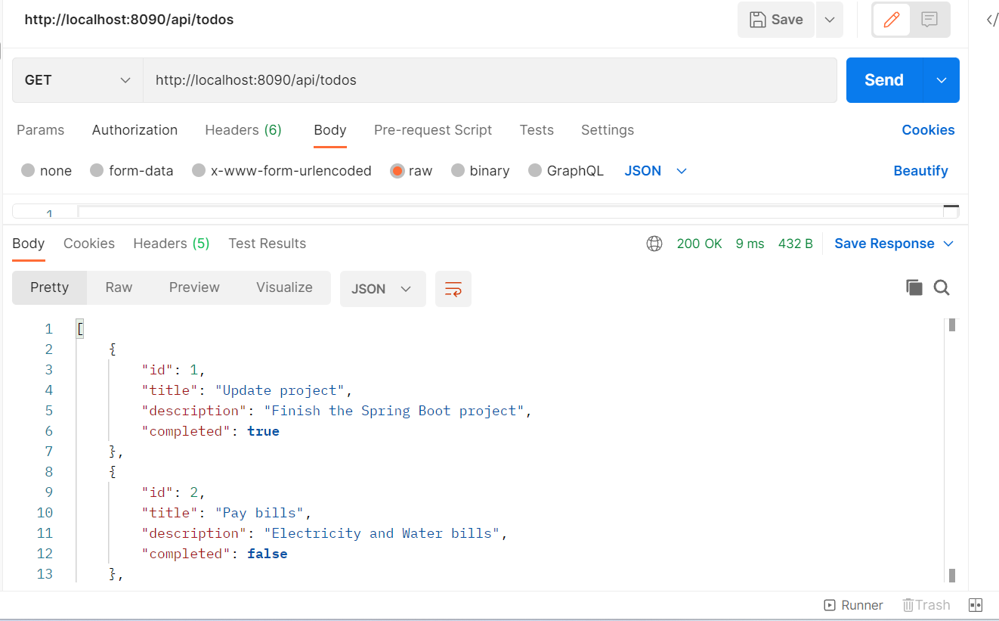 http://localhost:8090/api/todos
Save
GET
http://localhost:8090/api/todos
Send
Params Authorization Headers (6) Body Pre-request Script Tests Settings Cookies
none form-data x-www-form-urlencoded raw binary GraphQL JSON Beautify
1
Body Cookies Headers (5) Test Results 200 OK 9 ms 432 B Save Response
Pretty Raw Preview Visualize JSON
1 [
2 {
3 "id": 1,
4 "title": "Update project",
5 "description": "Finish the Spring Boot project",
6 "completed": true
7 },
8 {
9 "id": 2,
10 "title": "Pay bills",
11 "description": "Electricity and Water bills",
12 "completed": false
13 },
Runner Trash